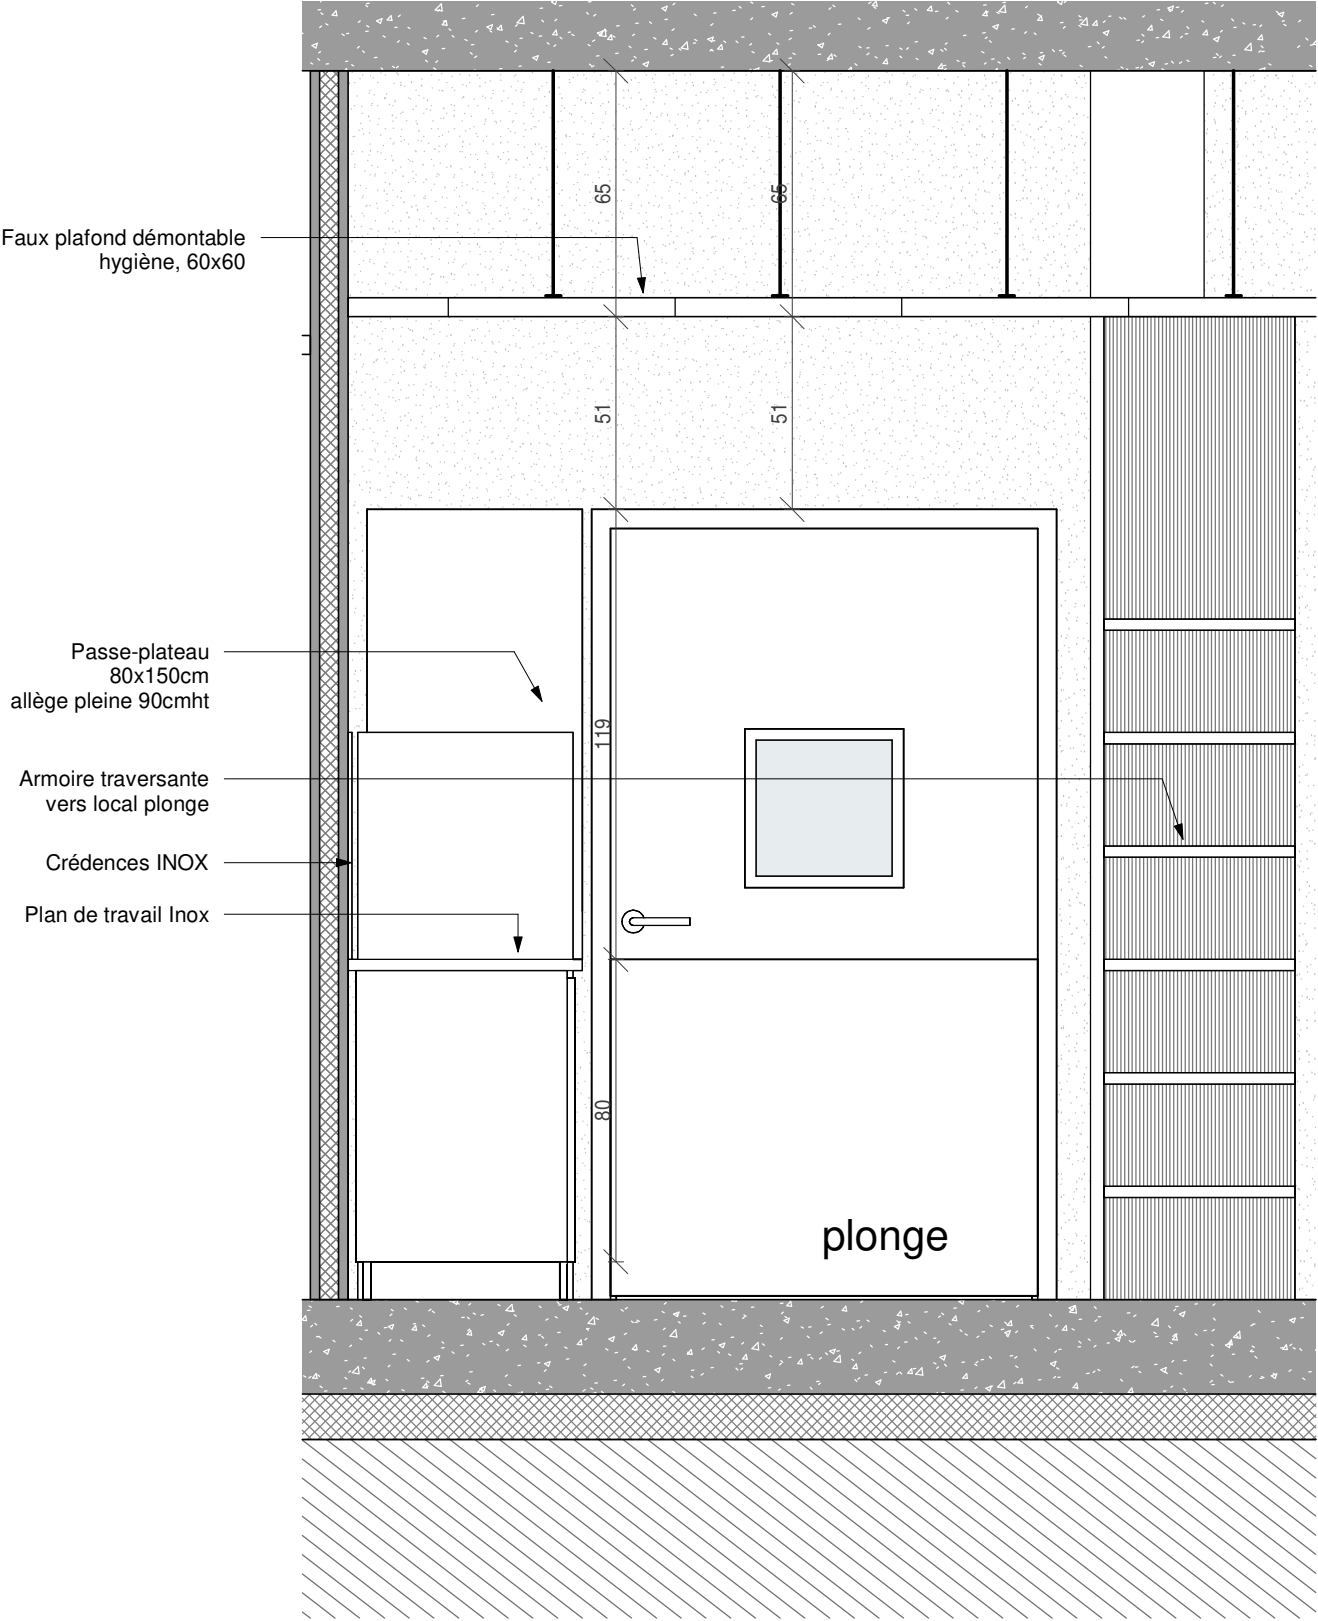 65
65
Faux plafond démontable
hygiène, 60x60
51
51
Passe-plateau
80x150cm
allège pleine 90cmht
119
Armoire traversante
vers local plonge
Crédences INOX
Plan de travail Inox
80
plonge